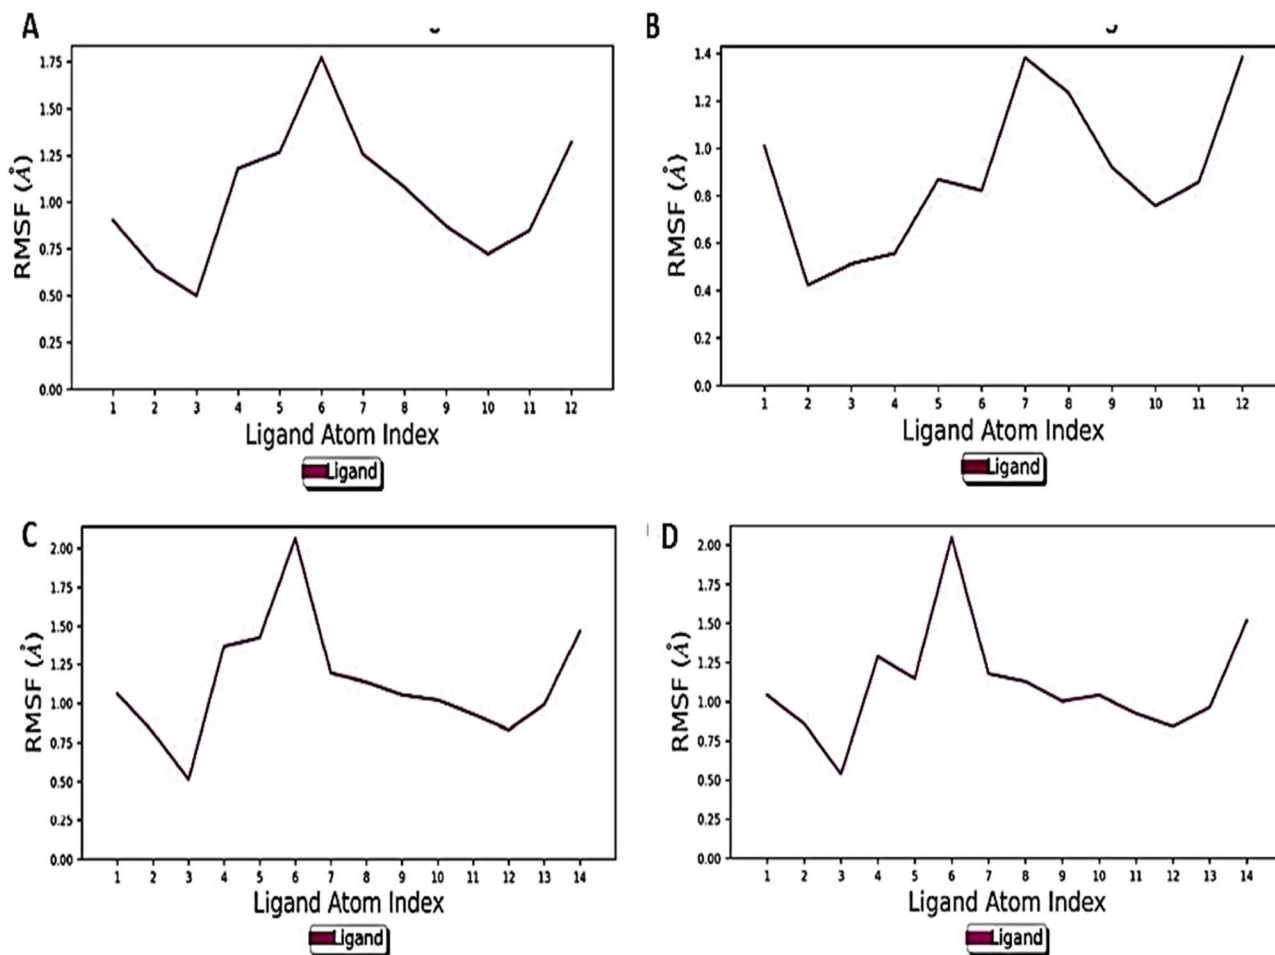 A
B
1.75
1.50
1.25
1.00
0.75
0.50
0.25
0.00
RMSF (Å)
1 2 3 4 5 6 7 8 9 10 11 12
Ligand Atom Index
Ligand
1.4
1.2
1.0
0.8
0.6
0.4
0.2
0.0
RMSF (Å)
1 2 3 4 5 6 7 8 9 10 11 12
Ligand Atom Index
Ligand
C
D
2.00
1.75
1.50
1.25
1.00
0.75
0.50
0.25
0.00
RMSF (Å)
1 2 3 4 5 6 7 8 9 10 11 12 13 14
Ligand Atom Index
Ligand
2.00
1.75
1.50
1.25
1.00
0.75
0.50
0.25
0.00
RMSF (Å)
1 2 3 4 5 6 7 8 9 10 11 12 13 14
Ligand Atom Index
Ligand